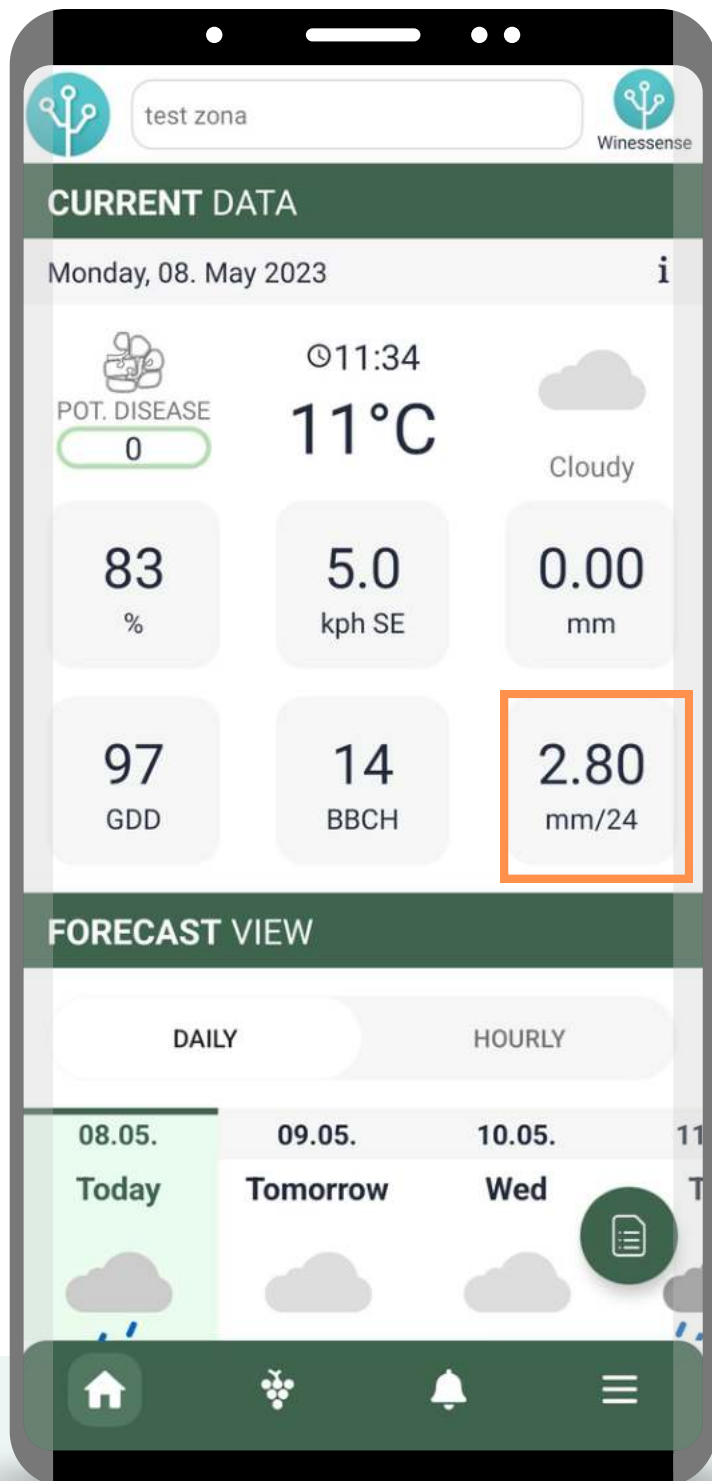 test zona
Winessense
CURRENT DATA
Monday, 08. May 2023 i
POT. DISEASE
0
11:34
11°C
Cloudy
83
%
5.0
kph SE
0.00
mm
97
GDD
14
BBCH
2.80
mm/24
FORECAST VIEW
DAILY HOURLY
08.05. 09.05. 10.05. 11
Today Tomorrow Wed T